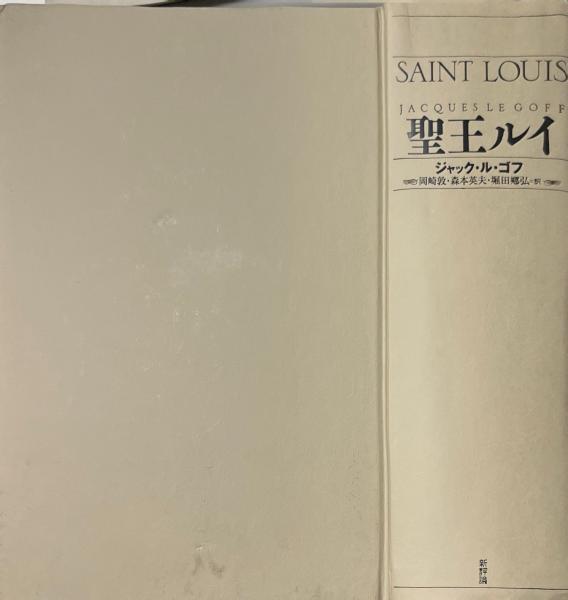 SAINT LOUIS
JACQUES LE GOFF
聖王ルイ
ジャック・ル・ゴフ
岡崎敦・森本英夫・堀田郷弘=訳
新評論